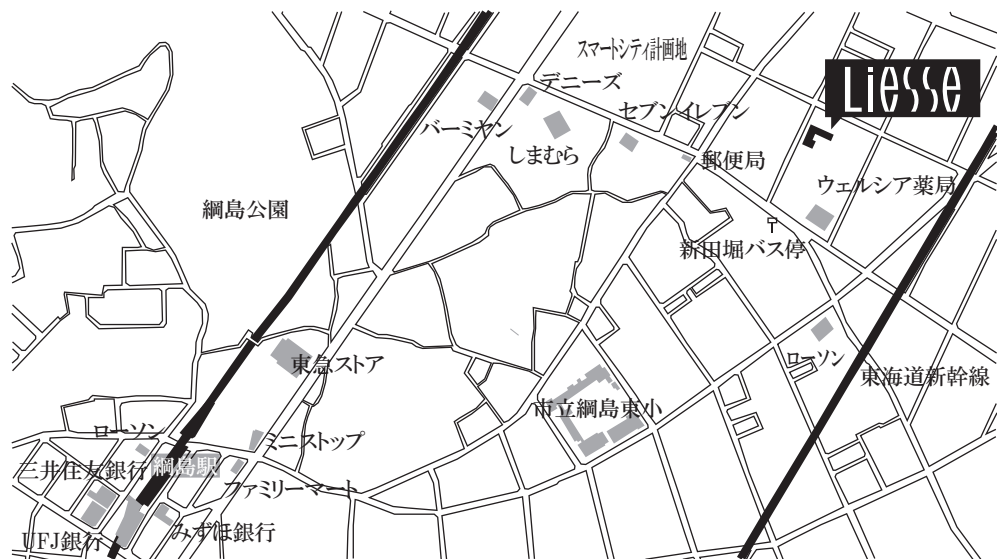 スマートシティ計画地
Liesse
デニーズ
セブンイレブン
バーミヤン
しまむら
郵便局
ウェルシア薬局
綱島公園
新田堀バス停
東急ストア
ローソン
東海道新幹線
市立綱島東小
ローソン
ミニストップ
三井住友銀行
綱島駅
ファミリーマート
みずほ銀行
UFJ銀行